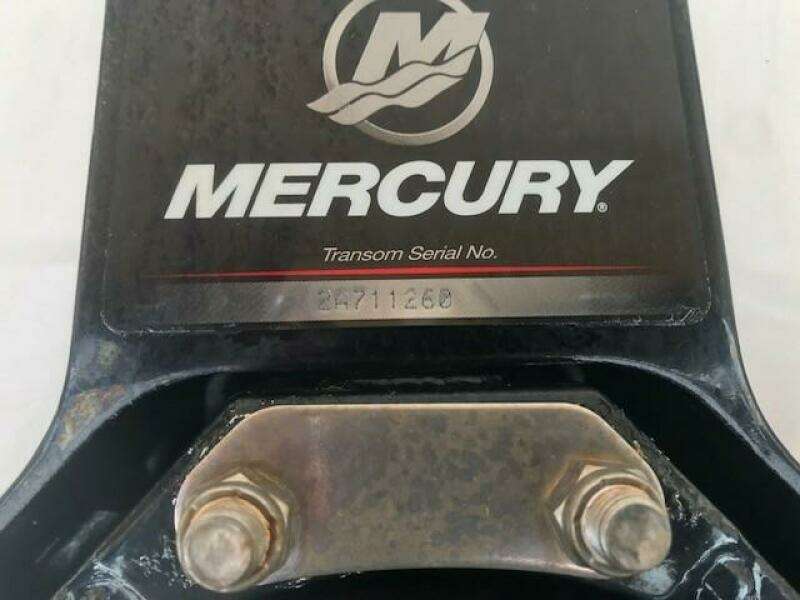 M
MERCURY®
Transom Serial No.
2A711260